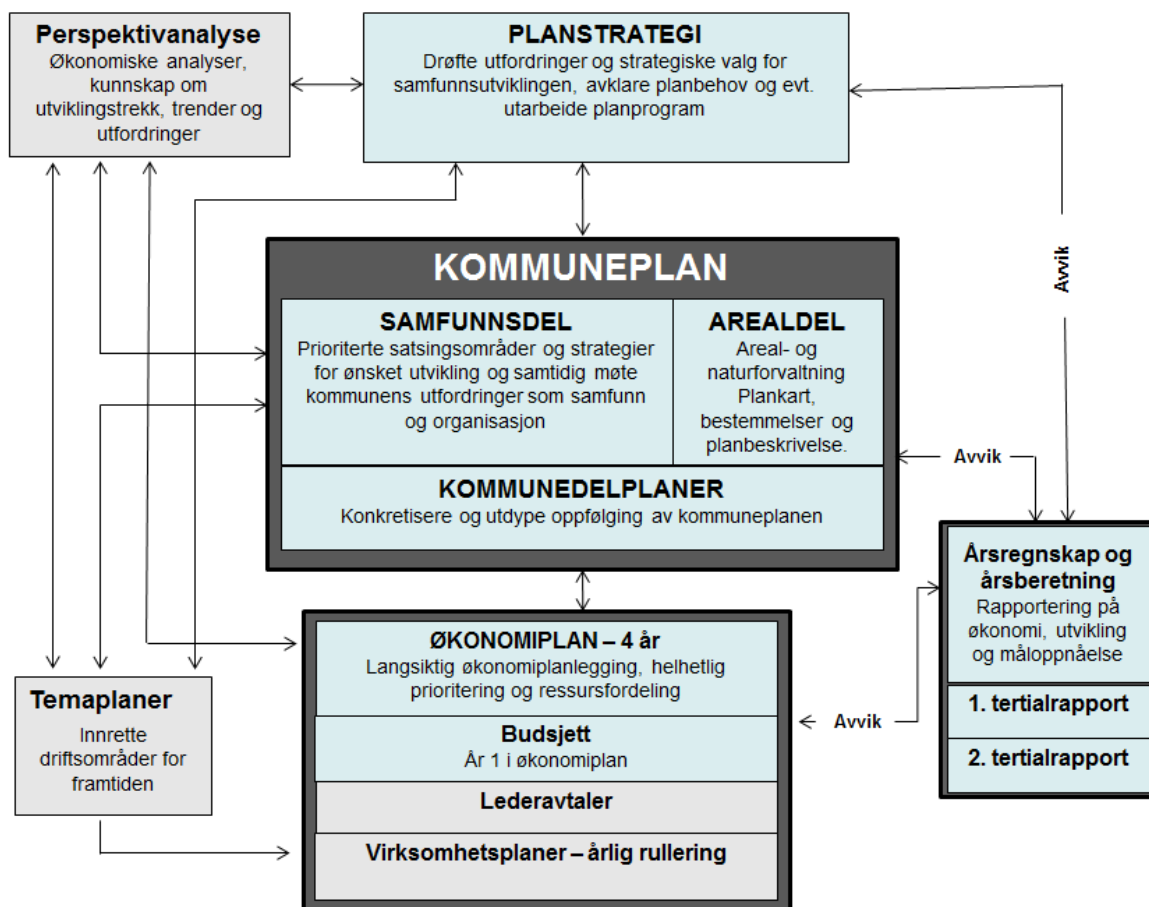 Perspektivanalyse
Økonomiske analyser,
kunnskap om
utviklingstrekk, trender og
utfordringer
PLANSTRATEGI
Drøfte utfordringer og strategiske valg for
samfunnsutviklingen, avklare planbehov og evt.
utarbeide planprogram
Avvik
KOMMUNEPLAN
SAMFUNNSDEL
Prioriterte satsingsområder og strategier
for ønsket utvikling og samtidig møte
kommunens utfordringer som samfunn
og organisasjon
AREALDEL
Areal- og
naturforvaltning
Plankart,
bestemmelser og
planbeskrivelse.
KOMMUNEDELPLANER
Konkretisere og utdype oppfølging av kommuneplanen
Avvik
Årsregnskap og
årsberetning
Rapportering på
økonomi, utvikling
og måloppnåelse
1. tertialrapport
2. tertialrapport
ØKONOMIPLAN – 4 år
Langsiktig økonomiplanlegging, helhetlig
prioritering og ressursfordeling
Budsjett
År 1 i økonomiplan
Lederavtaler
Virksomhetsplaner – årlig rullering
Avvik
Temaplaner
Innrette
driftsområder for
framtiden